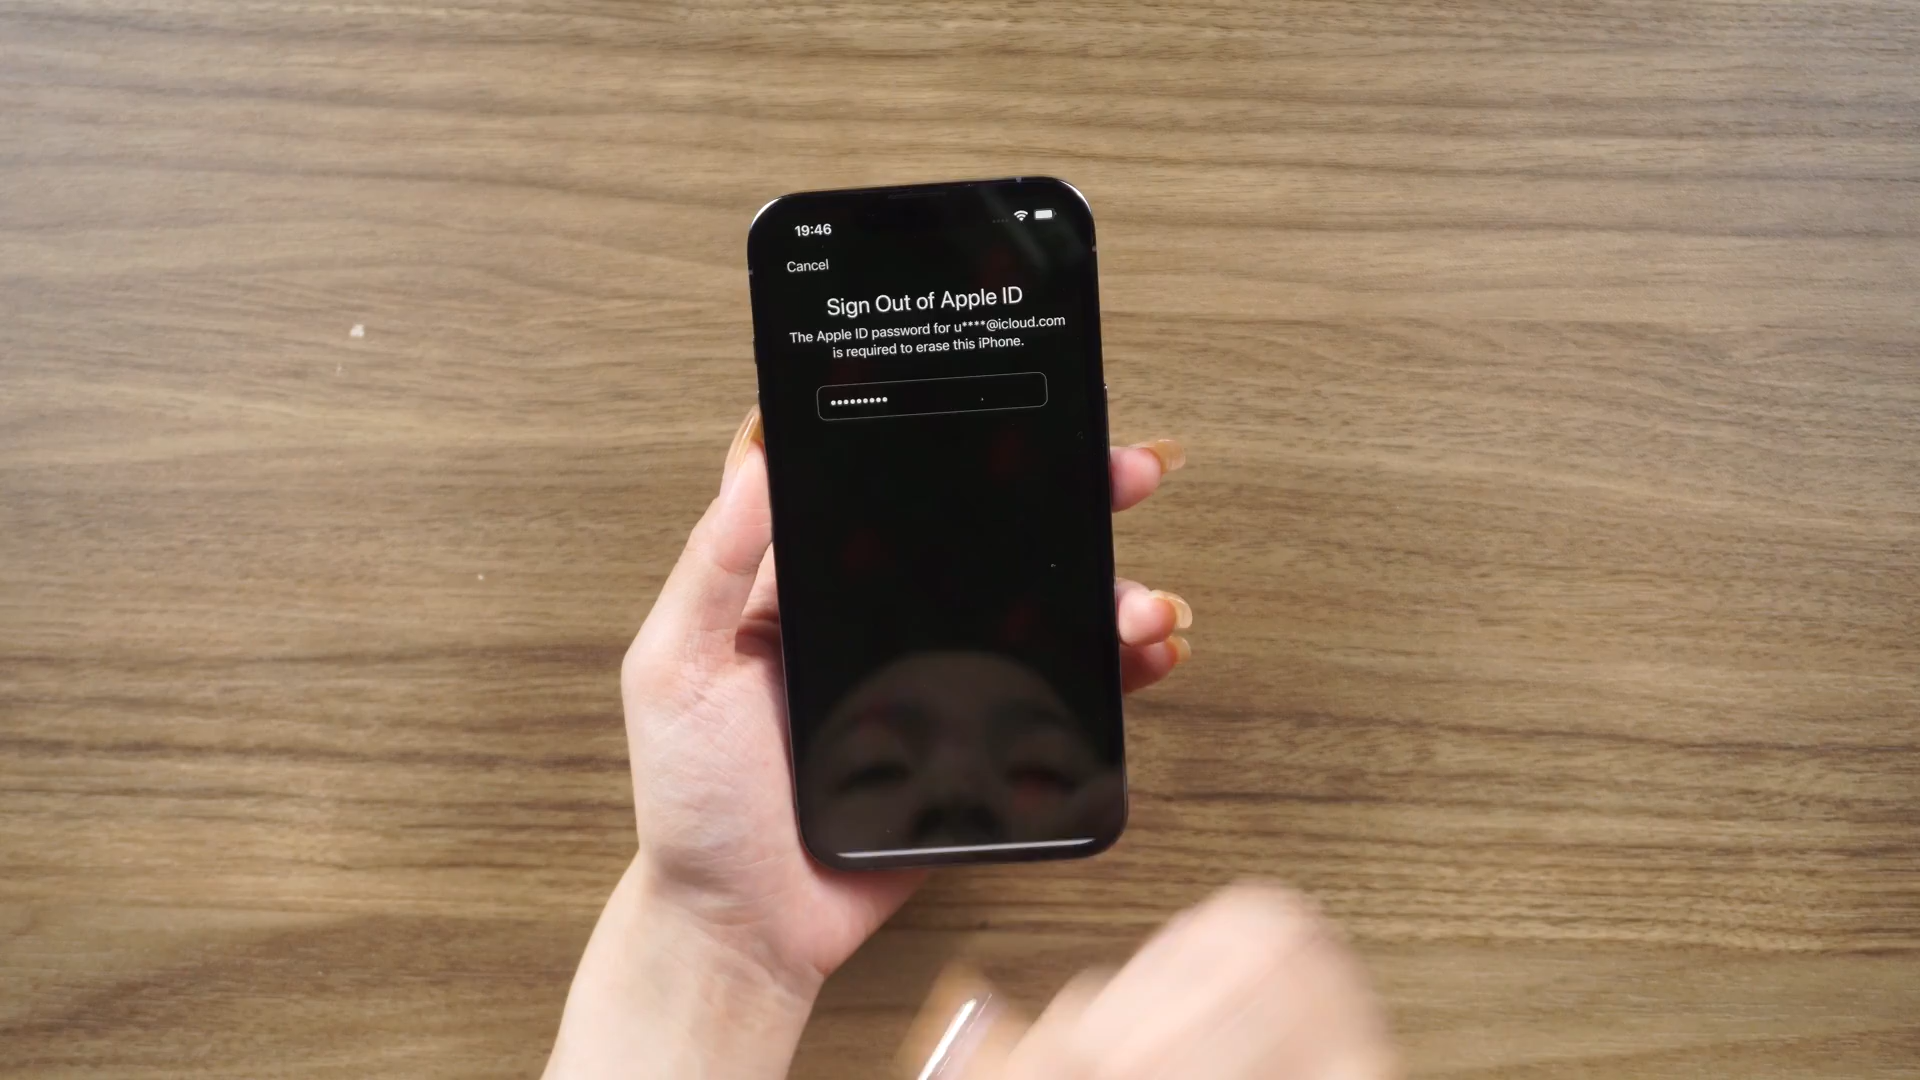 19:46
Cancel
Sign Out of Apple ID
The Apple ID password for u****@icloud.com
is required to erase this iPhone.
•••••••••